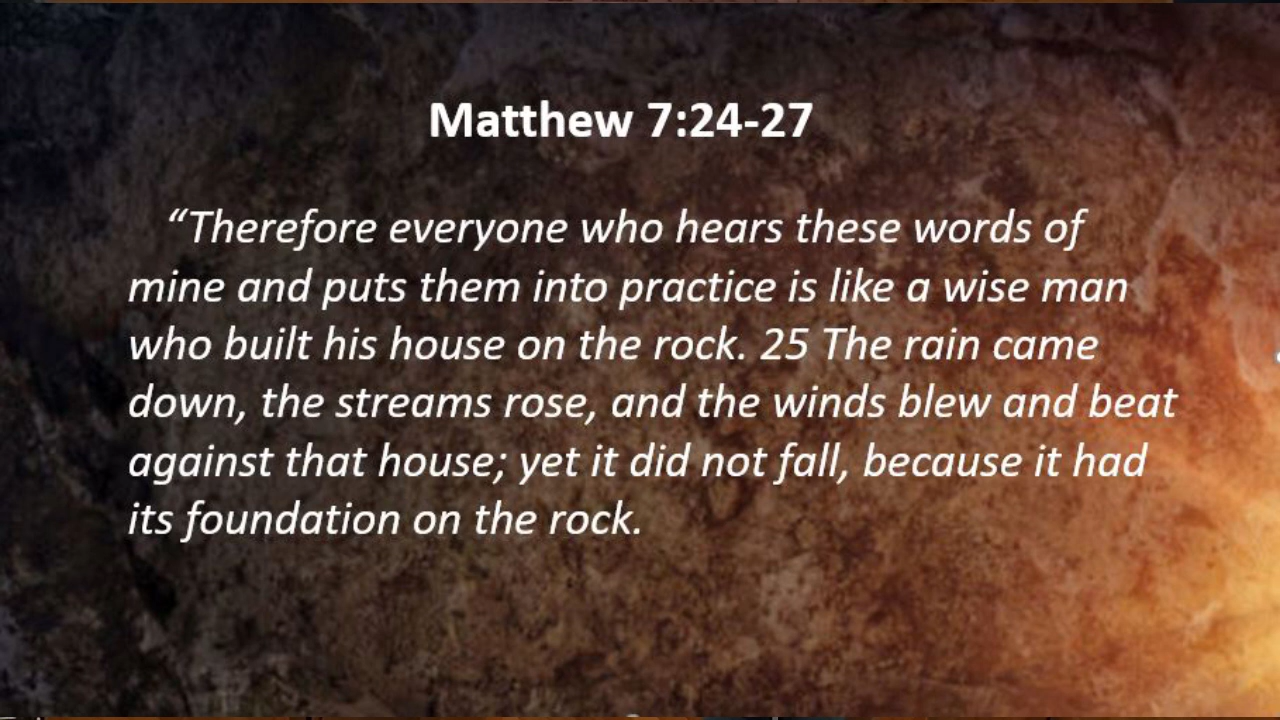 Matthew 7:24-27
“Therefore everyone who hears these words of
mine and puts them into practice is like a wise man
who built his house on the rock. 25 The rain came
down, the streams rose, and the winds blew and beat
against that house; yet it did not fall, because it had
its foundation on the rock.